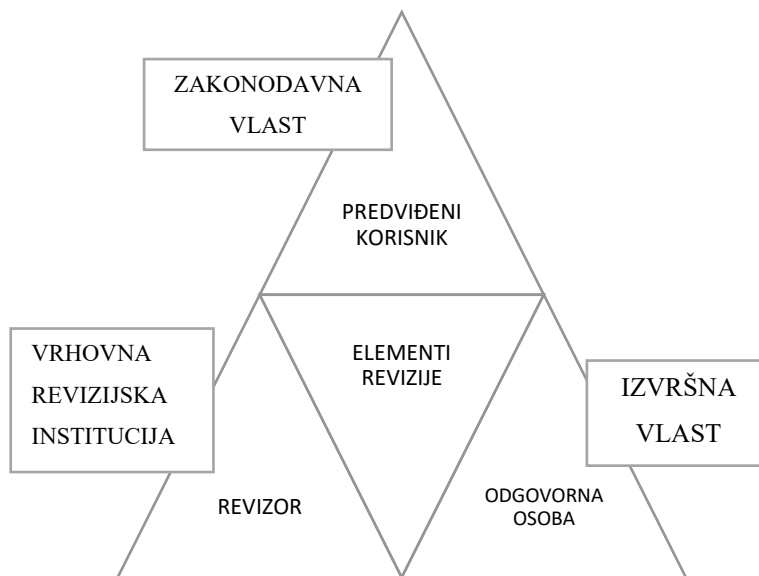 ZAKONODAVNA
VLAST
PREDVIĐENI
KORISNIK
VRHOVNA
REVIZIJSKA
INSTITUCIJA
ELEMENTI
REVIZIJE
IZVRŠNA
VLAST
REVIZOR
ODGOVORNA
OSOBA